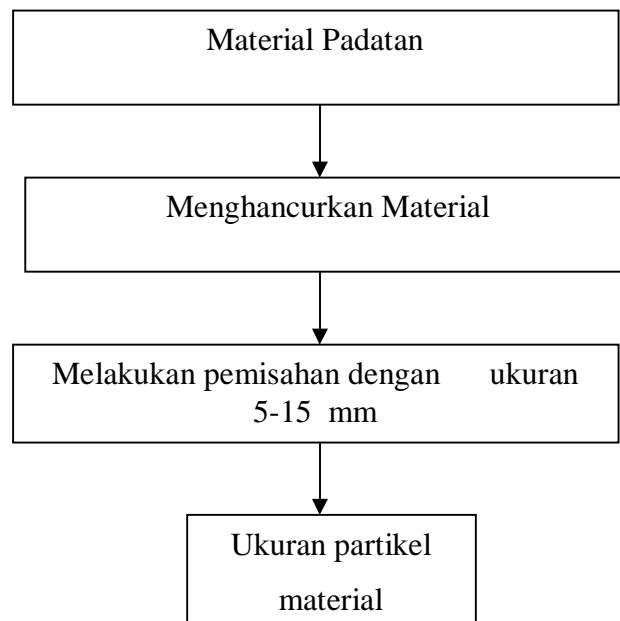 Material Padatan
Menghancurkan Material
Melakukan pemisahan dengan ukuran
5-15 mm
Ukuran partikel
material